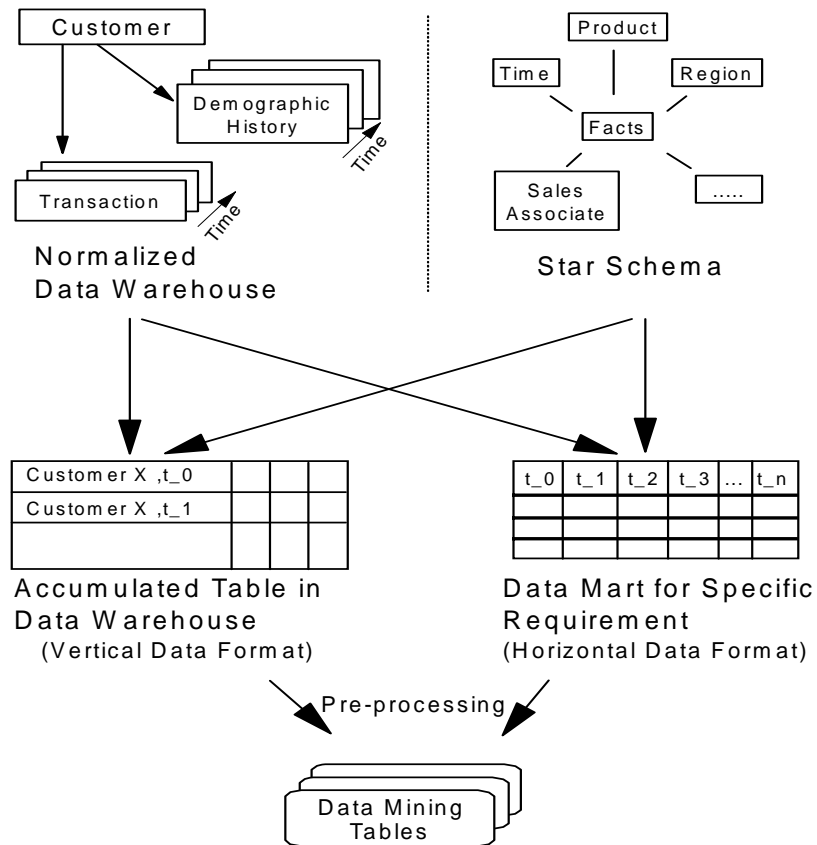 Customer
Demographic
History
Time
Transaction
Time
Normalized
Data Warehouse
Product
Time
Region
Facts
Sales
Associate
.....
Star Schema
Customer X ,t_0
Customer X ,t_1
Accumulated Table in
Data Warehouse
(Vertical Data Format)
t_0 t_1 t_2 t_3 ... t_n
Data Mart for Specific
Requirement
(Horizontal Data Format)
Pre-processing
Data Mining
Tables